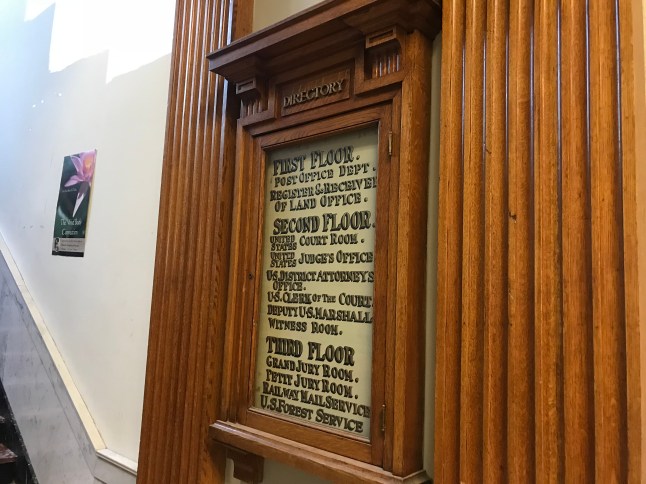 DIRECTORY
FIRST FLOOR.
POST OFFICE DEPT.
REGISTER & RECEIVER
OF LAND OFFICE.
SECOND FLOOR.
UNITED STATES COURT ROOM.
UNITED STATES JUDGE'S OFFICE
U.S. DISTRICT ATTORNEYS
OFFICE.
U.S. CLERK OF THE COURT
DEPUTY U.S. MARSHALL
WITNESS ROOM.
THIRD FLOOR
GRAND JURY ROOM.
PETIT JURY ROOM.
RAILWAY MAIL SERVICE
U.S. FOREST SERVICE